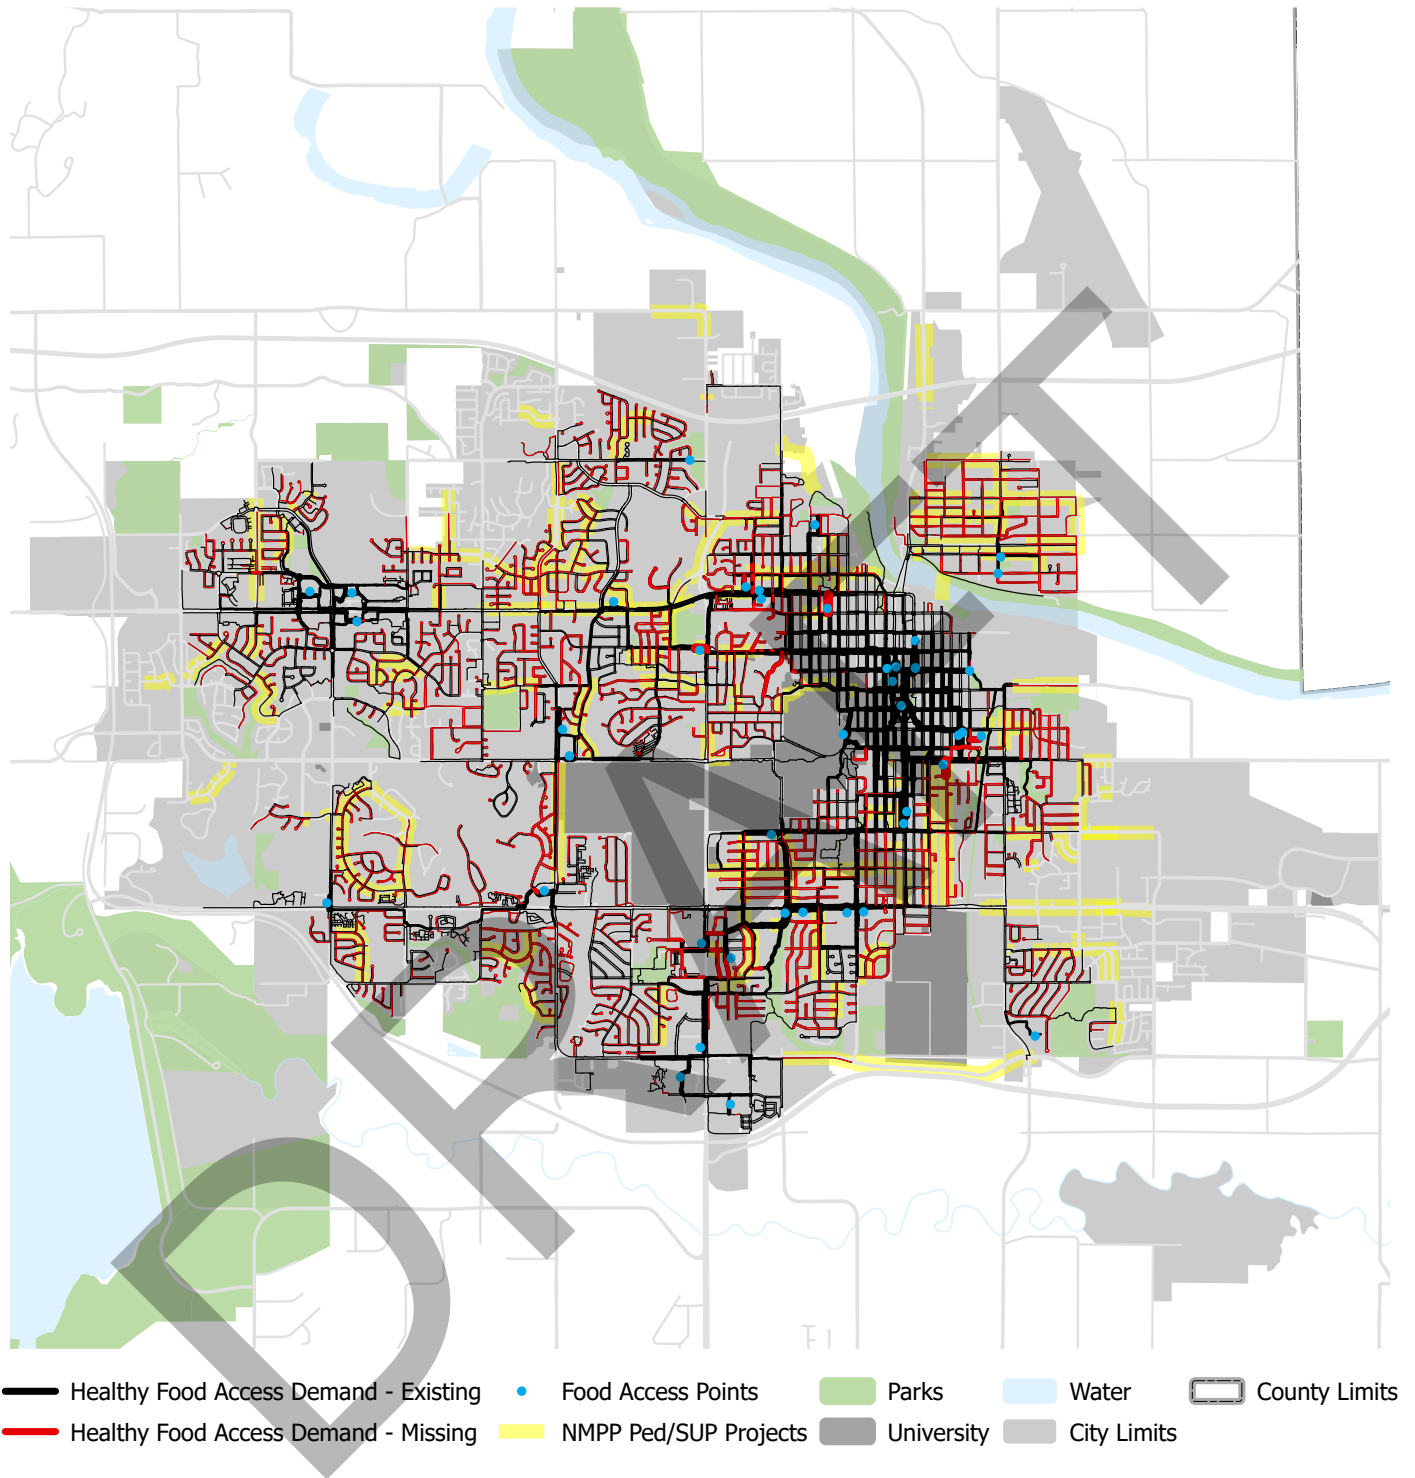 DRAFT
Healthy Food Access Demand - Existing
Food Access Points
Parks
Water
County Limits
Healthy Food Access Demand - Missing
NMPP Ped/SUP Projects
University
City Limits